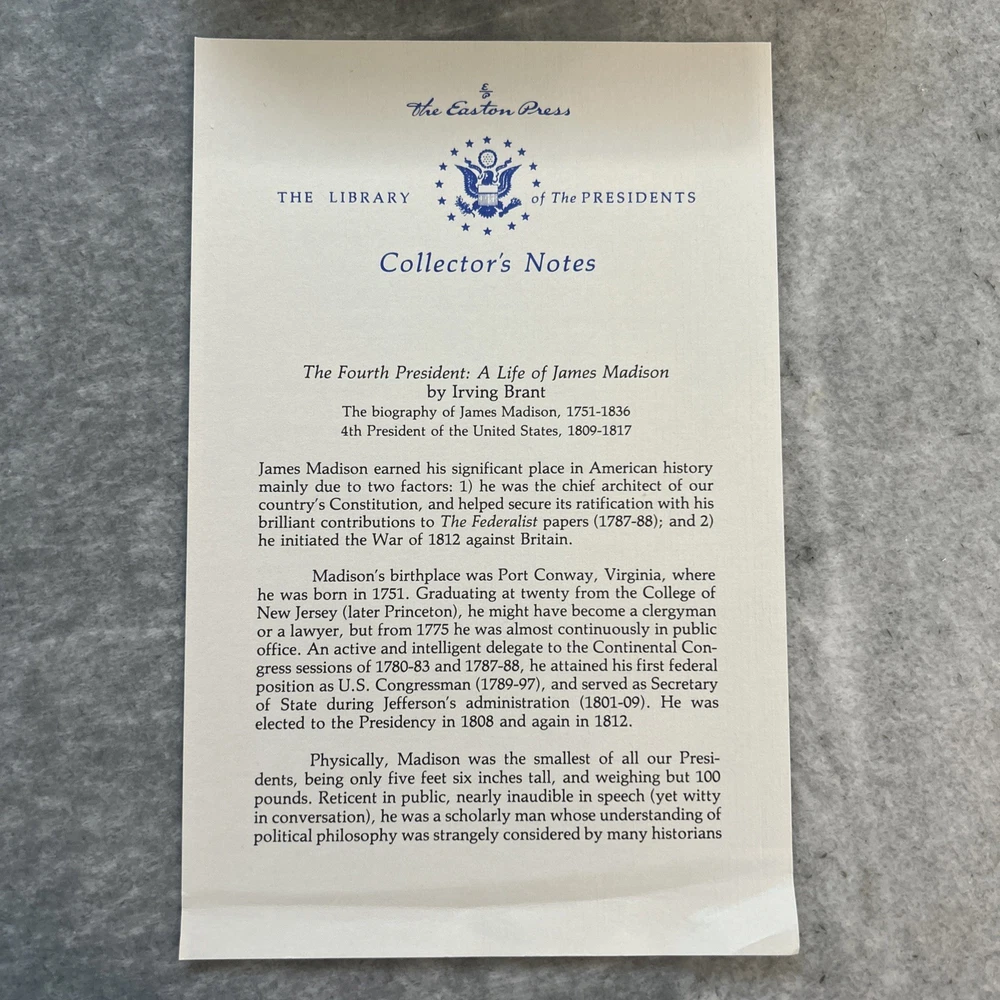 E/P
the Easton Press
THE LIBRARY of The PRESIDENTS
Collector's Notes
The Fourth President: A Life of James Madison
by Irving Brant
The biography of James Madison, 1751-1836
4th President of the United States, 1809-1817
James Madison earned his significant place in American history
mainly due to two factors: 1) he was the chief architect of our
country's Constitution, and helped secure its ratification with his
brilliant contributions to The Federalist papers (1787-88); and 2)
he initiated the War of 1812 against Britain.
Madison's birthplace was Port Conway, Virginia, where
he was born in 1751. Graduating at twenty from the College of
New Jersey (later Princeton), he might have become a clergyman
or a lawyer, but from 1775 he was almost continuously in public
office. An active and intelligent delegate to the Continental Con-
gress sessions of 1780-83 and 1787-88, he attained his first federal
position as U.S. Congressman (1789-97), and served as Secretary
of State during Jefferson's administration (1801-09). He was
elected to the Presidency in 1808 and again in 1812.
Physically, Madison was the smallest of all our Presi-
dents, being only five feet six inches tall, and weighing but 100
pounds. Reticent in public, nearly inaudible in speech (yet witty
in conversation), he was a scholarly man whose understanding of
political philosophy was strangely considered by many historians